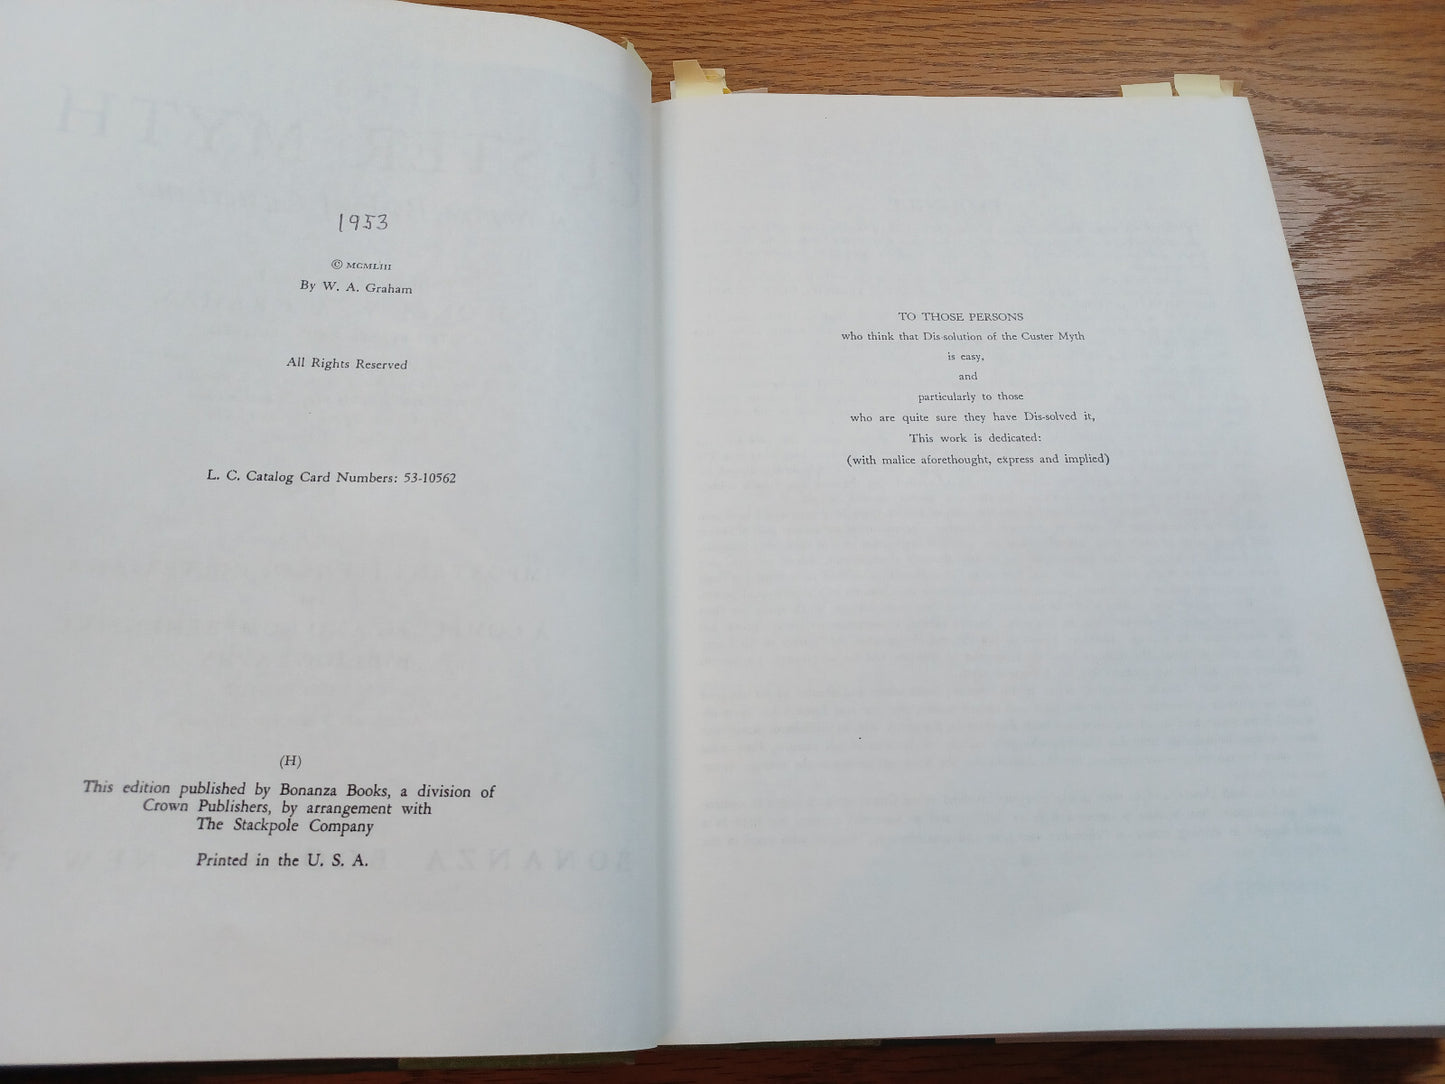 1953
© MCMLIII
By W. A. Graham
All Rights Reserved
L. C. Catalog Card Numbers: 53-10562
(H)
This edition published by Bonanza Books, a division of
Crown Publishers, by arrangement with
The Stackpole Company
Printed in the U. S. A.
TO THOSE PERSONS
who think that Dis-solution of the Custer Myth
is easy,
and
particularly to those
who are quite sure they have Dis-solved it,
This work is dedicated:
(with malice aforethought, express and implied)